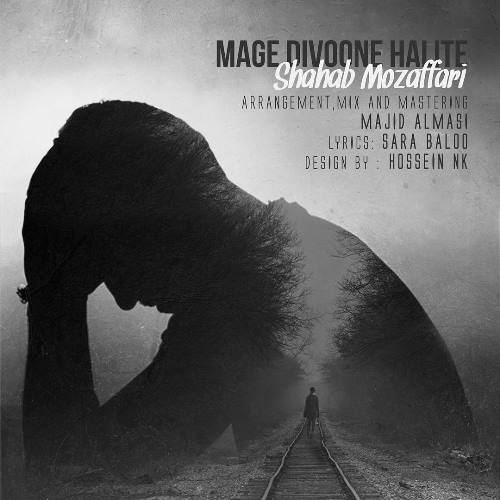 MAGE DIVOONE HALITE
Shahab Mozaffari
ARRANGEMENT, MIX AND MASTERING
MAJID ALMASI
LYRICS: SARA BALOO
DESIGN BY : HOSSEIN NK